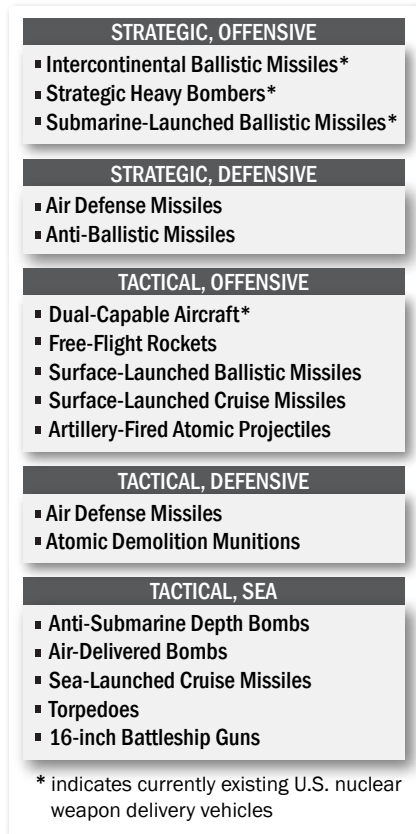 STRATEGIC, OFFENSIVE
▪ Intercontinental Ballistic Missiles*
▪ Strategic Heavy Bombers*
▪ Submarine-Launched Ballistic Missiles*
STRATEGIC, DEFENSIVE
▪ Air Defense Missiles
▪ Anti-Ballistic Missiles
TACTICAL, OFFENSIVE
▪ Dual-Capable Aircraft*
▪ Free-Flight Rockets
▪ Surface-Launched Ballistic Missiles
▪ Surface-Launched Cruise Missiles
▪ Artillery-Fired Atomic Projectiles
TACTICAL, DEFENSIVE
▪ Air Defense Missiles
▪ Atomic Demolition Munitions
TACTICAL, SEA
▪ Anti-Submarine Depth Bombs
▪ Air-Delivered Bombs
▪ Sea-Launched Cruise Missiles
▪ Torpedoes
▪ 16-inch Battleship Guns
* indicates currently existing U.S. nuclear
weapon delivery vehicles